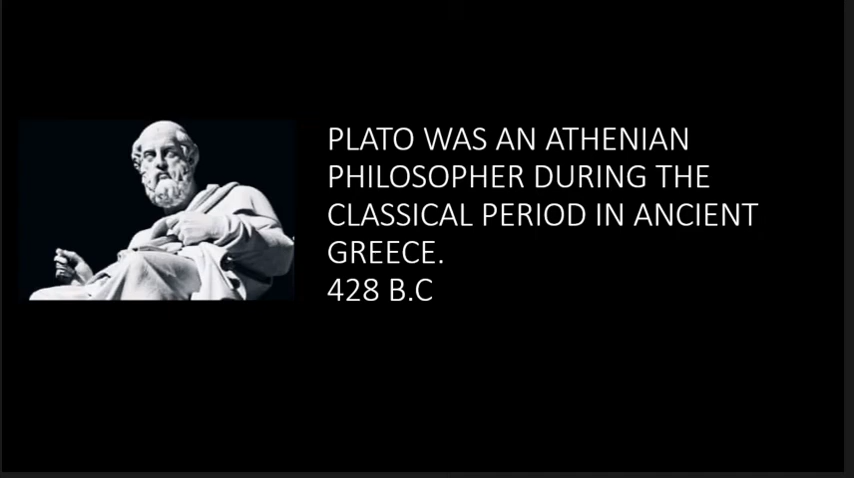 PLATO WAS AN ATHENIAN
PHILOSOPHER DURING THE
CLASSICAL PERIOD IN ANCIENT
GREECE.
428 B.C